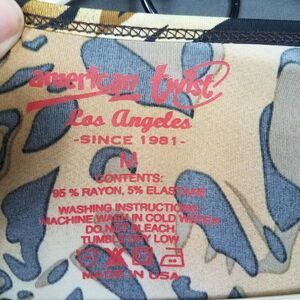 american twist
Los Angeles
-SINCE 1981-
M
CONTENTS:
95 % RAYON, 5% ELASTANE
WASHING INSTRUCTIONS
MACHINE WASH IN COLD WATER
DO NOT BLEACH
TUMBLE DRY LOW
MADE IN USA